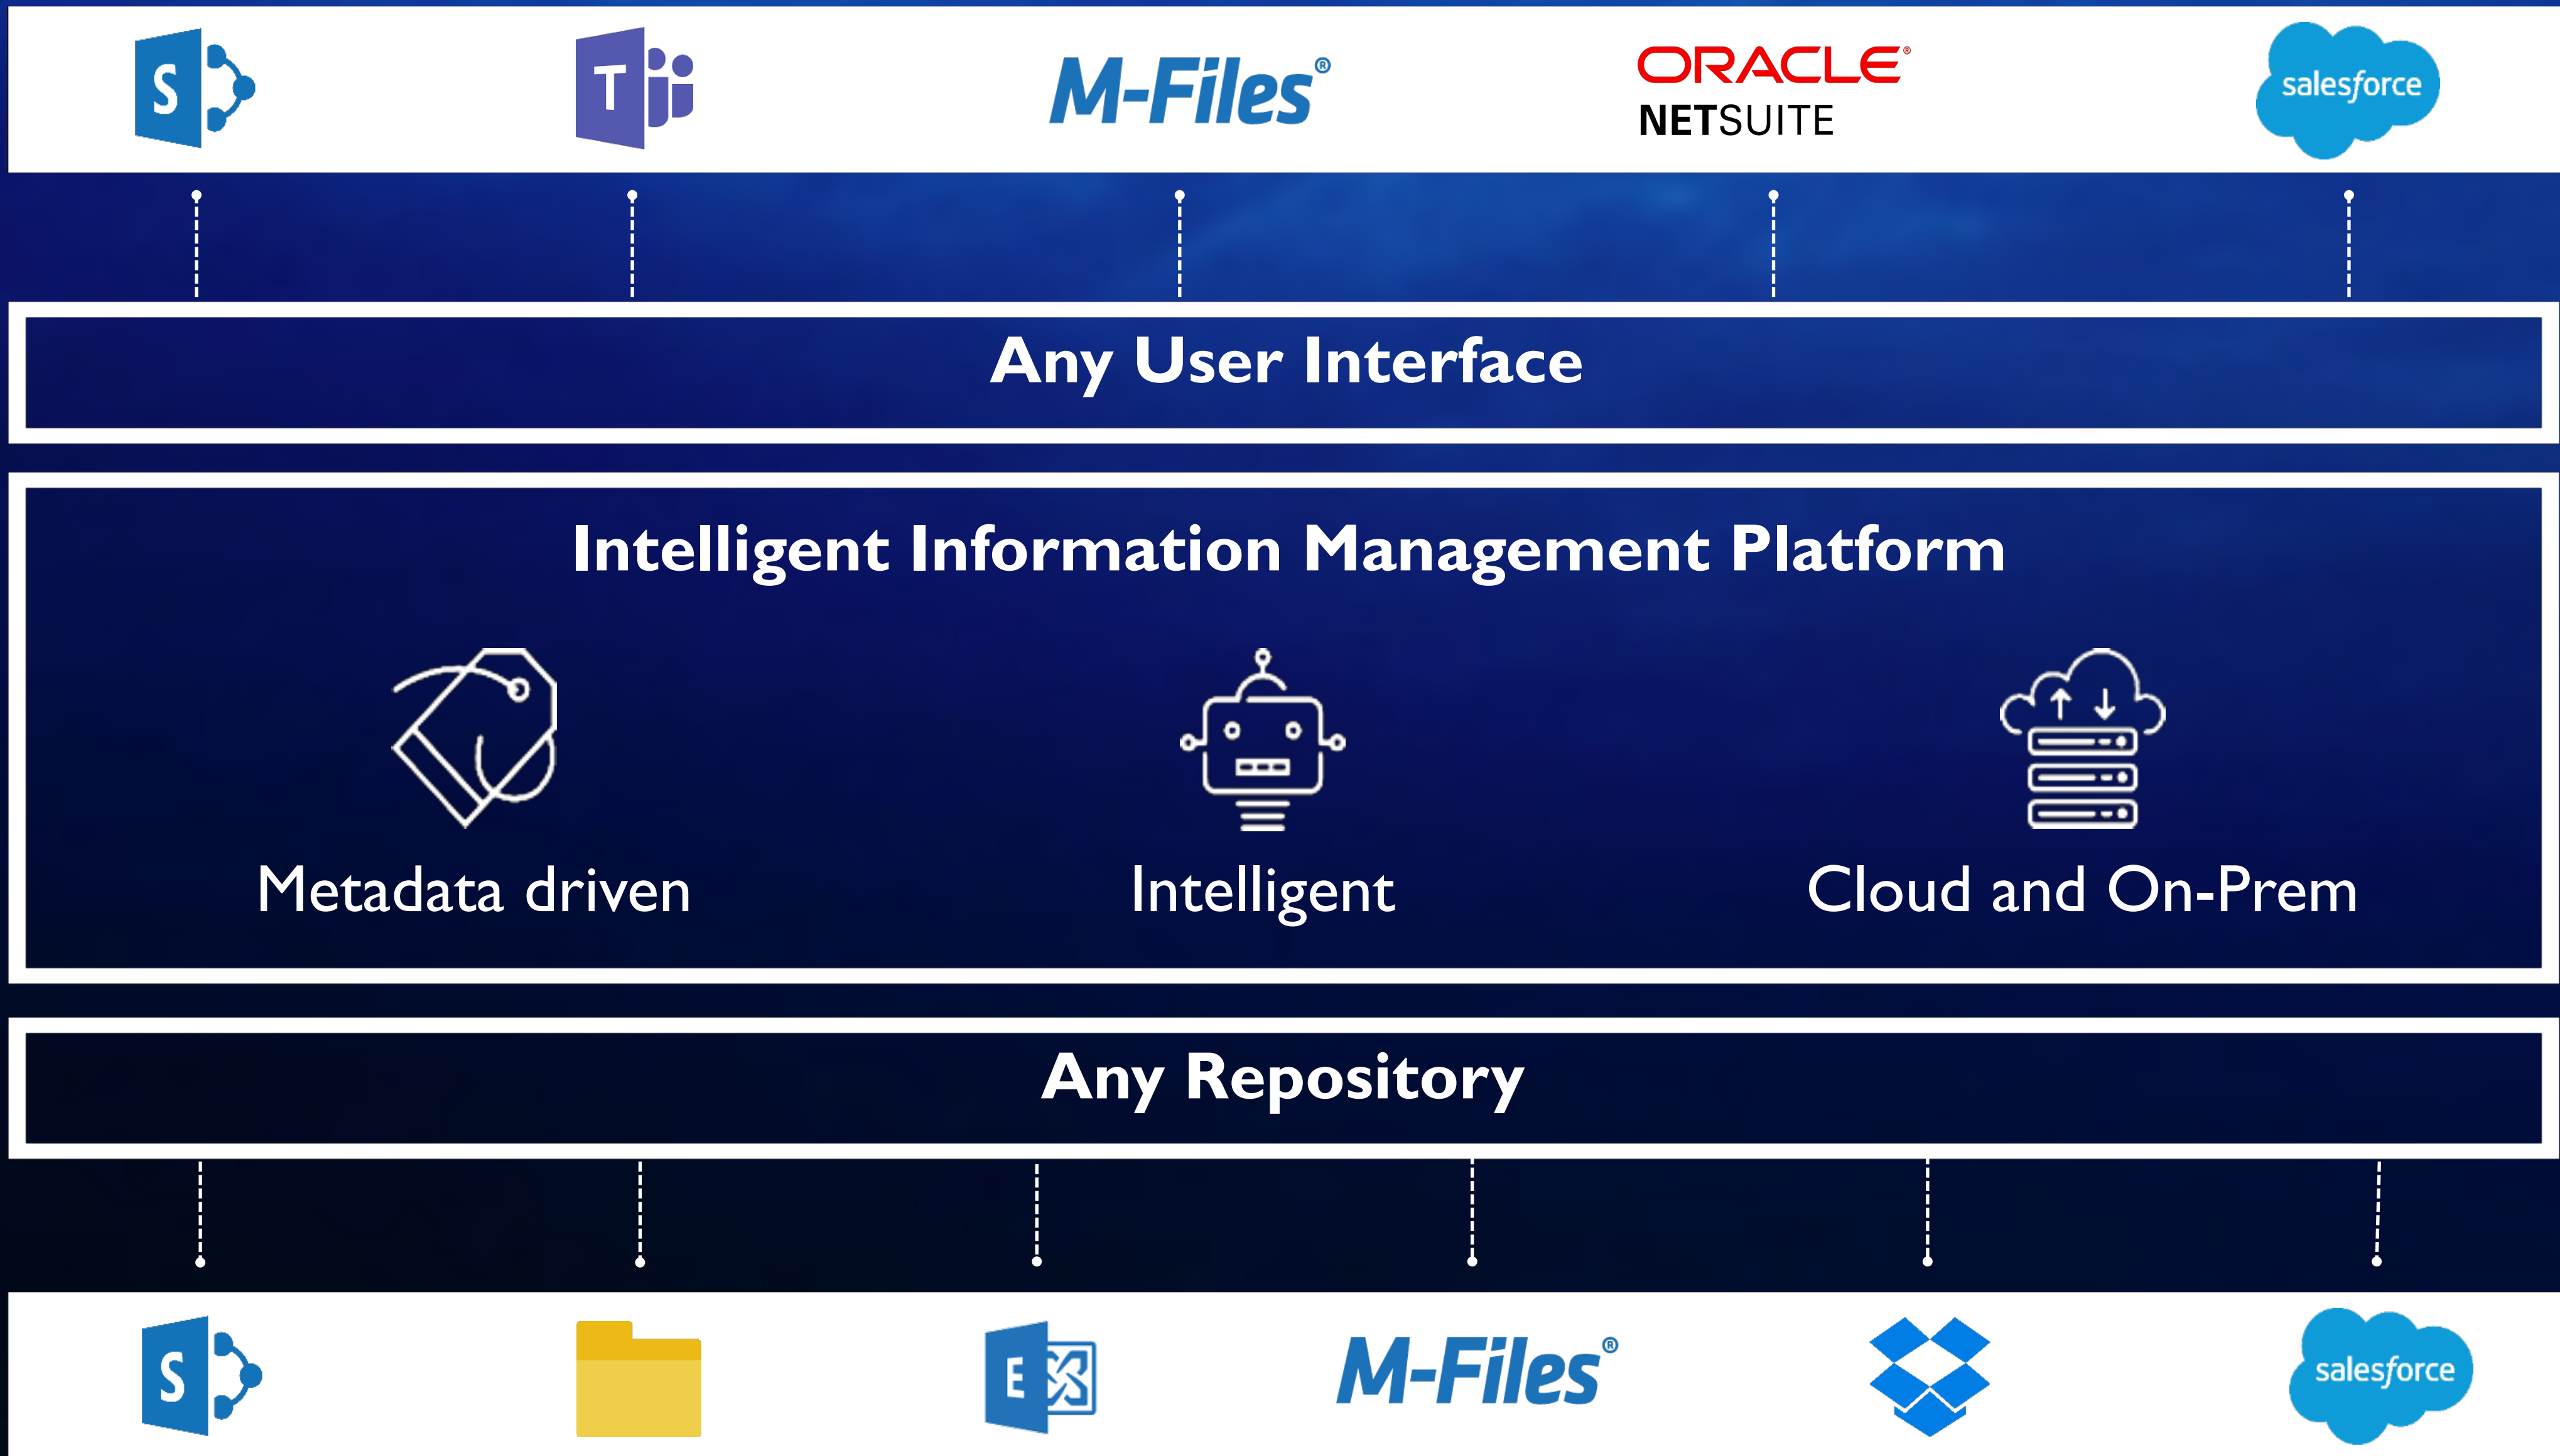 S
T
M-Files®
ORACLE®
NETSUITE
salesforce
Any User Interface
Intelligent Information Management Platform
Metadata driven
Intelligent
Cloud and On-Prem
Any Repository
S
E
M-Files®
salesforce